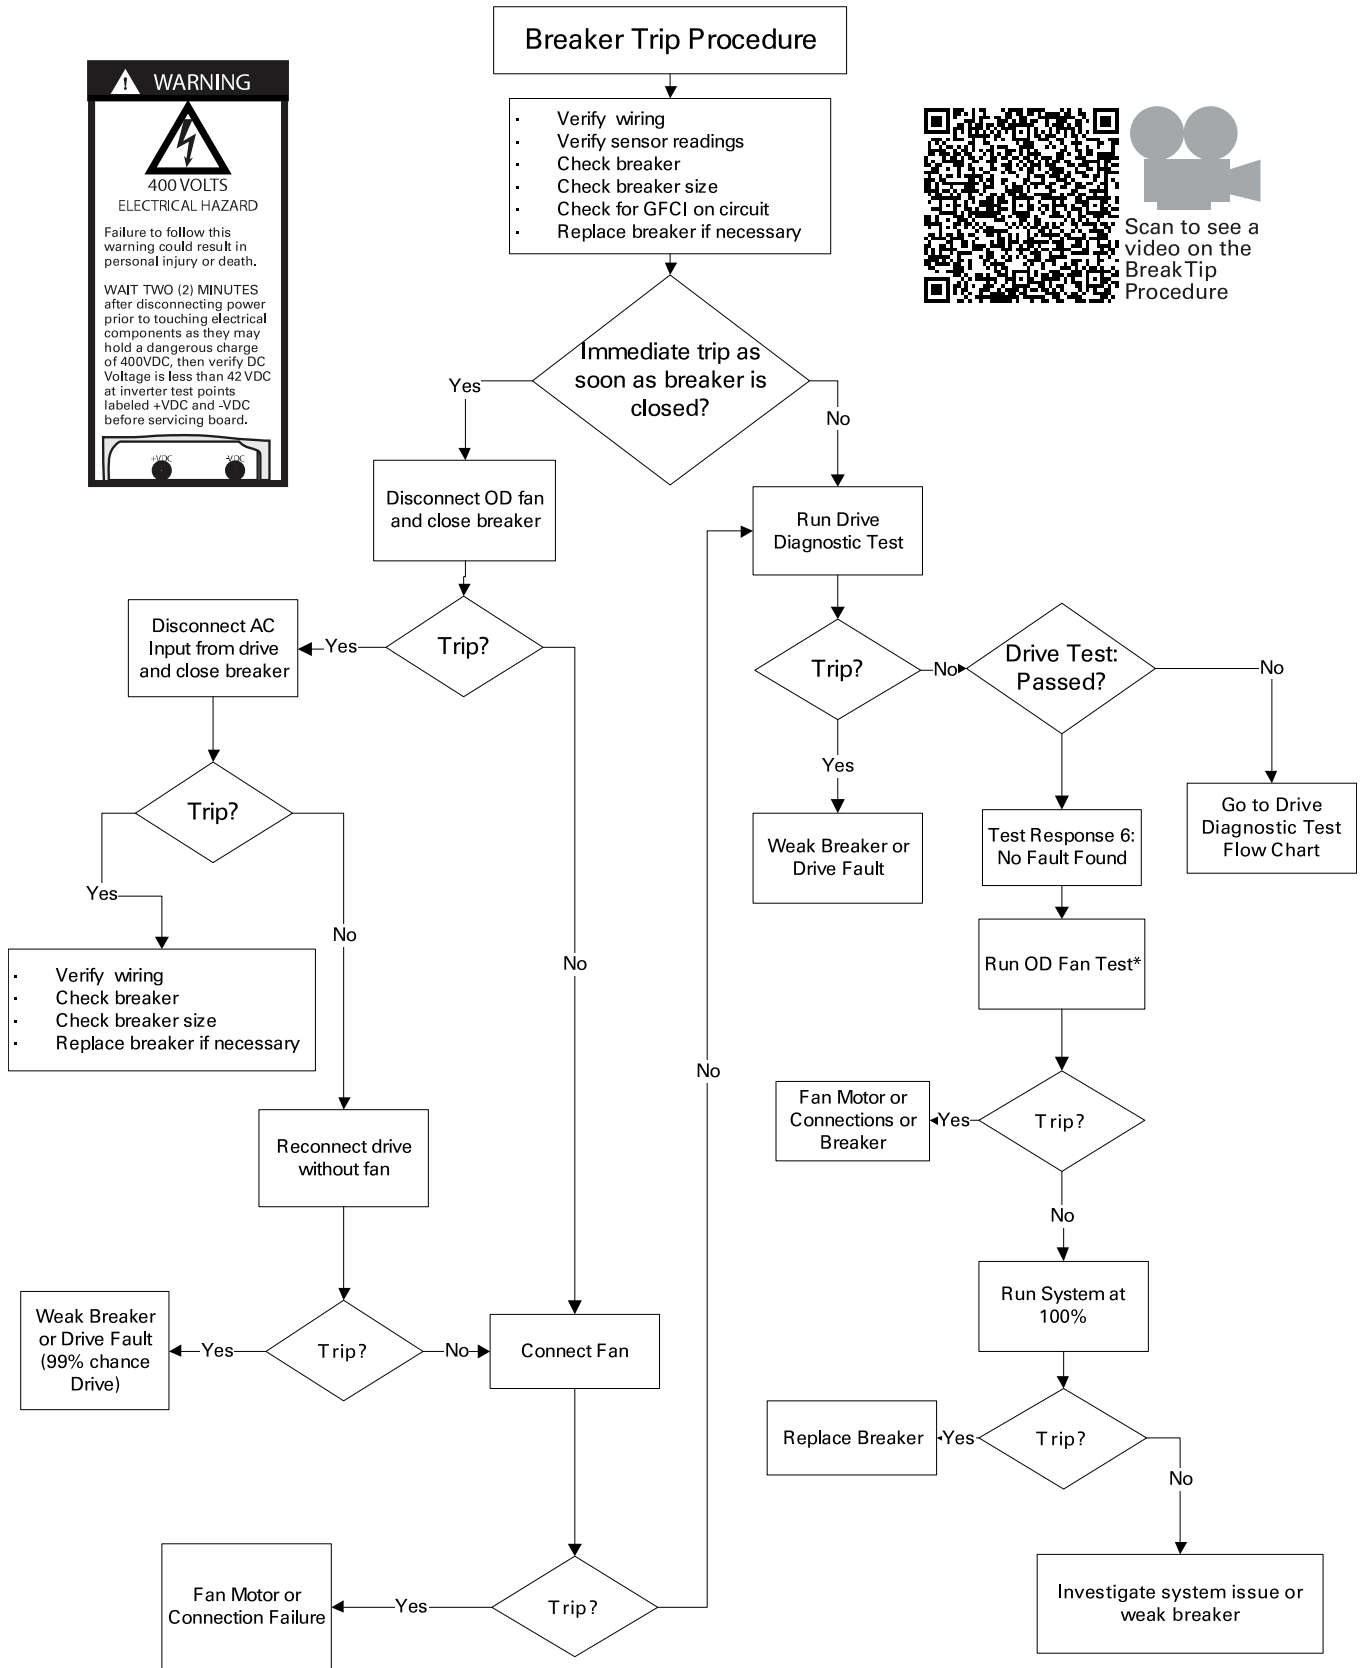 Breaker Trip Procedure
WARNING
400 VOLTS
ELECTRICAL HAZARD
Failure to follow this
warning could result in
personal injury or death.
WAIT TWO (2) MINUTES
after disconnecting power
prior to touching electrical
components as they may
hold a dangerous charge
of 400VDC, then verify DC
Voltage is less than 42 VDC
at inverter test points
labeled +VDC and -VDC
before servicing board.
+VDC
-VDC
· Verify wiring
· Verify sensor readings
· Check breaker
· Check breaker size
· Check for GFCI on circuit
· Replace breaker if necessary
Scan to see a
video on the
Break Tip
Procedure
Immediate trip as
soon as breaker is
closed?
Yes
No
Disconnect OD fan
and close breaker
Run Drive
Diagnostic Test
Disconnect AC
Input from drive
and close breaker
Yes
Trip?
No
Trip?
No
Yes
Drive Test:
Passed?
No
Trip?
Yes
No
Weak Breaker or
Drive Fault
Test Response 6:
No Fault Found
Go to Drive
Diagnostic Test
Flow Chart
· Verify wiring
· Check breaker
· Check breaker size
· Replace breaker if necessary
Run OD Fan Test*
Reconnect drive
without fan
Fan Motor or
Connections or
Breaker
Yes
Trip?
No
Weak Breaker
or Drive Fault
(99% chance
Drive)
Yes
Trip?
No
Connect Fan
Run System at
100%
Replace Breaker
Yes
Trip?
No
Fan Motor or
Connection Failure
Yes
Trip?
No
Investigate system issue or
weak breaker